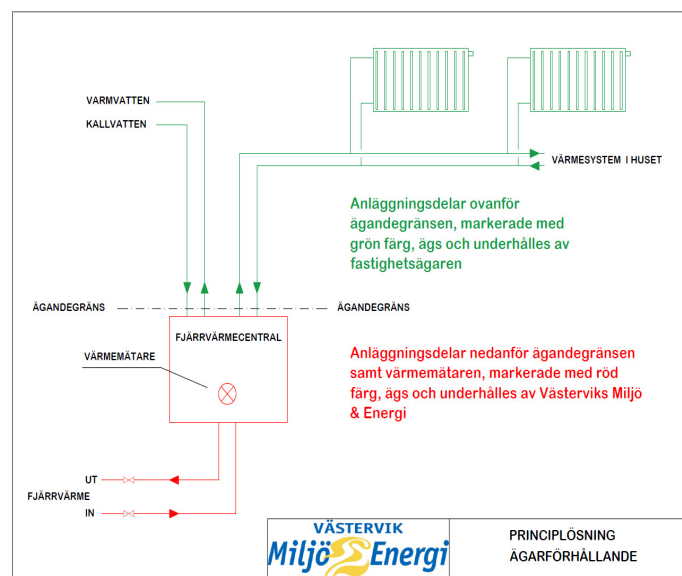 VARMVATTEN
KALLVATTEN
VÄRMESYSTEM I HUSET
Anläggningsdelar ovanför
ägandegränsen, markerade med
grön färg, ägs och underhålles av
fastighetsägaren
ÄGANDEGRÄNS
ÄGANDEGRÄNS
FJÄRRVÄRMECENTRAL
VÄRMEMÄTARE
Anläggningsdelar nedanför ägandegränsen
samt värmemätaren, markerade med röd
färg, ägs och underhålles av Västerviks Miljö
& Energi
UT
FJÄRRVÄRME
IN
VÄSTERVIK
Miljö Energi
PRINCIPLÖSNING
ÄGARFÖRHÅLLANDE